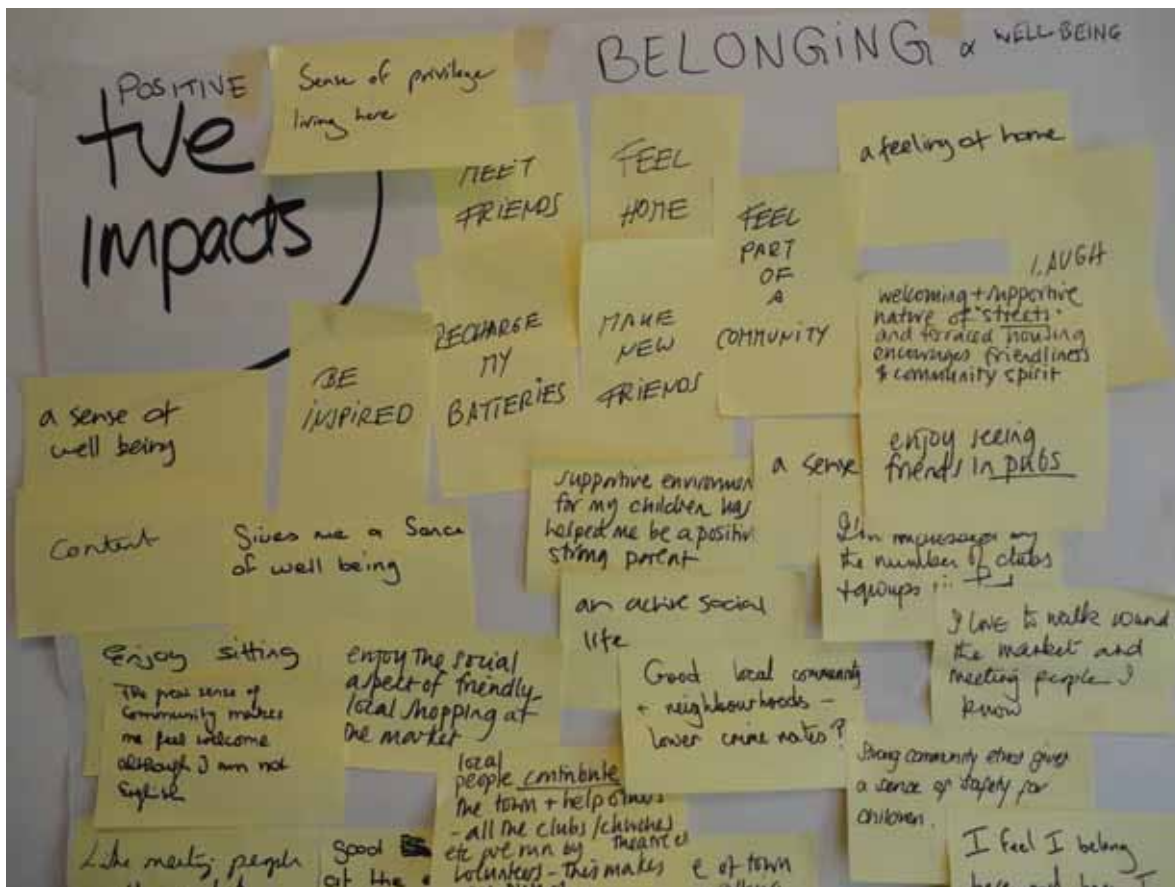 POSITIVE
+ve
Impacts
BELONGING & WELL BEING
Sense of privilege
living here
MEET
FRIENDS
FEEL
HOME
a feeling of home
FEEL
PART
OF
A
COMMUNITY
LAUGH
welcoming + supportive
nature of "streets"
and terraced housing
encourages friendliness
& community spirit
BE
INSPIRED
RECHARGE
MY
BATTERIES
MAKE
NEW
FRIENDS
a sense of
well being
enjoy seeing
friends in pubs
a sense
supportive environmen
for my children has
helped me be a positiv
strong parent
Content
Gives me a
of well being
the number of clubs
+ groups
an active social
life
I LOVE to walk round
the market and
meeting people I
know
Enjoy sitting
The sense of
community makes
me feel welcome
although I am not
English
enjoy the social
aspect of friendly
local shopping at
the market
Good local community
+ neighbourhoods -
lower crime rates?
Strong community ethos gives
a sense of safety for
children.
local
people contribute
the town + help others
- all the clubs/churches
etc are run by theatres
volunteers - This makes
Like meeting people
good
at the
e of town
I feel I belong